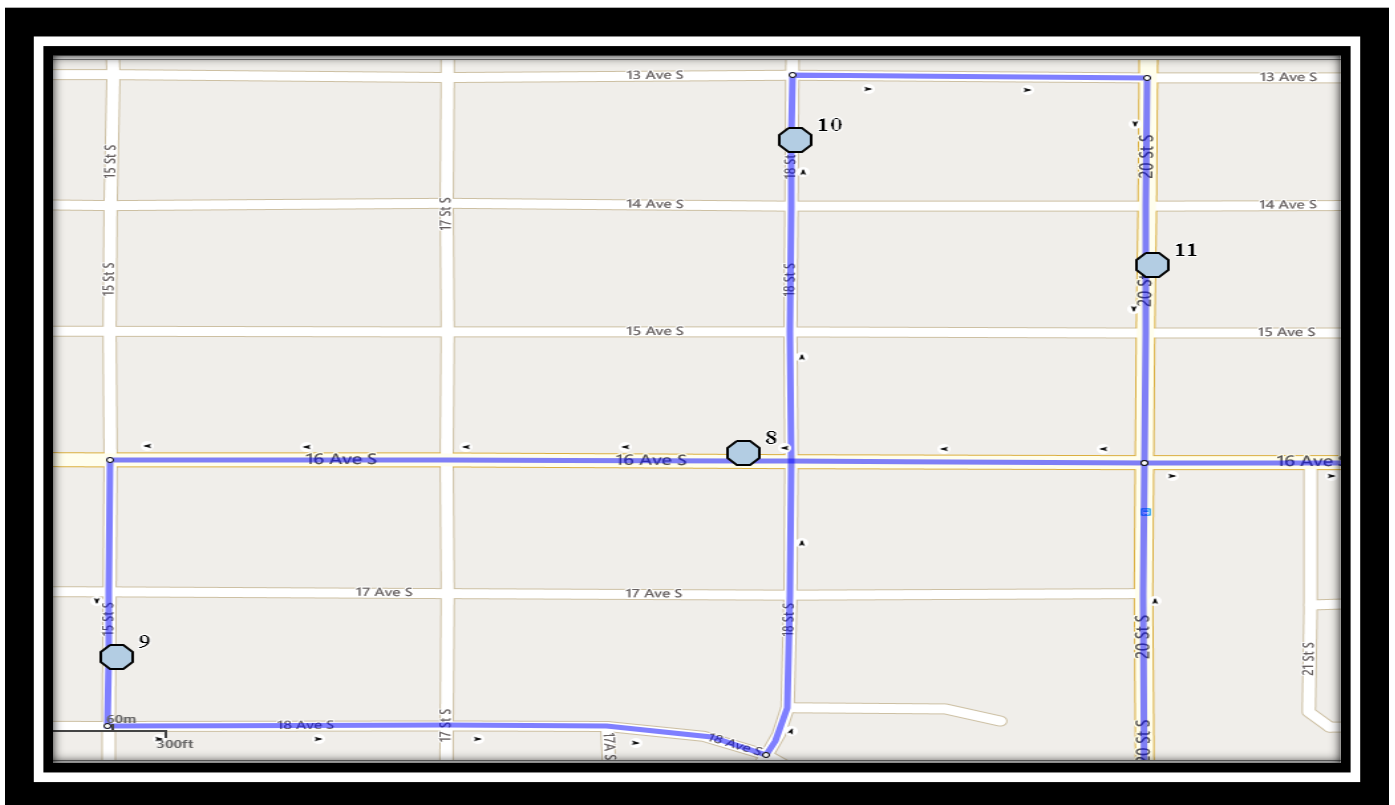 13 Ave S
13 Ave S
10
15 St S
18 St
20 St S
17 St S
14 Ave S
14 Ave S
11
15 St S
18 St S
20 St
15 Ave S
15 Ave S
8
16 Ave S
16 Ave S
16 Ave
17 Ave S
17 Ave S
15 St S
18 St S
20 St S
9
21 St S
60m
18 Ave S
17 St S
300ft
17A S
18 Ave S
20 St S